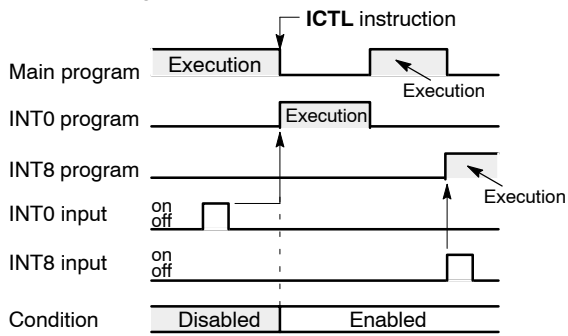 ICTL instruction
Main program
Execution
Execution
INT0 program
Execution
INT8 program
Execution
INT0 input
on
off
INT8 input
on
off
Condition
Disabled
Enabled